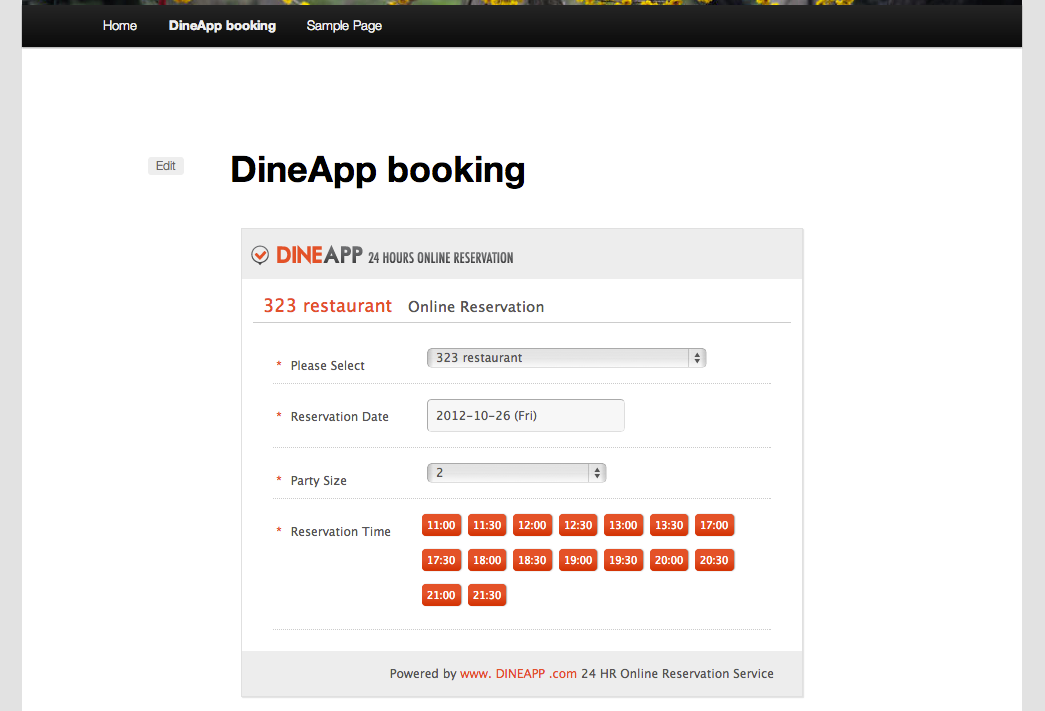 Home DineApp booking Sample Page
Edit
DineApp booking
DINEAPP 24 HOURS ONLINE RESERVATION
323 restaurant Online Reservation
* Please Select 323 restaurant
* Reservation Date 2012-10-26 (Fri)
* Party Size 2
* Reservation Time 11:00 11:30 12:00 12:30 13:00 13:30 17:00
17:30 18:00 18:30 19:00 19:30 20:00 20:30
21:00 21:30
Powered by www. DINEAPP .com 24 HR Online Reservation Service